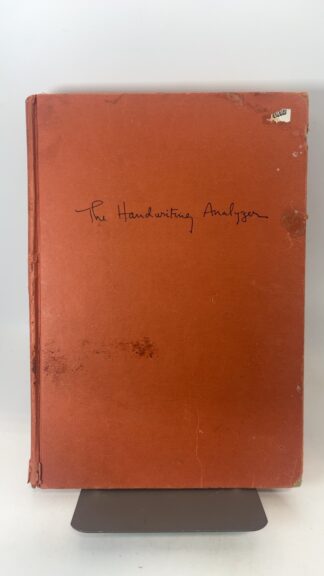 The Handwriting Analyzer